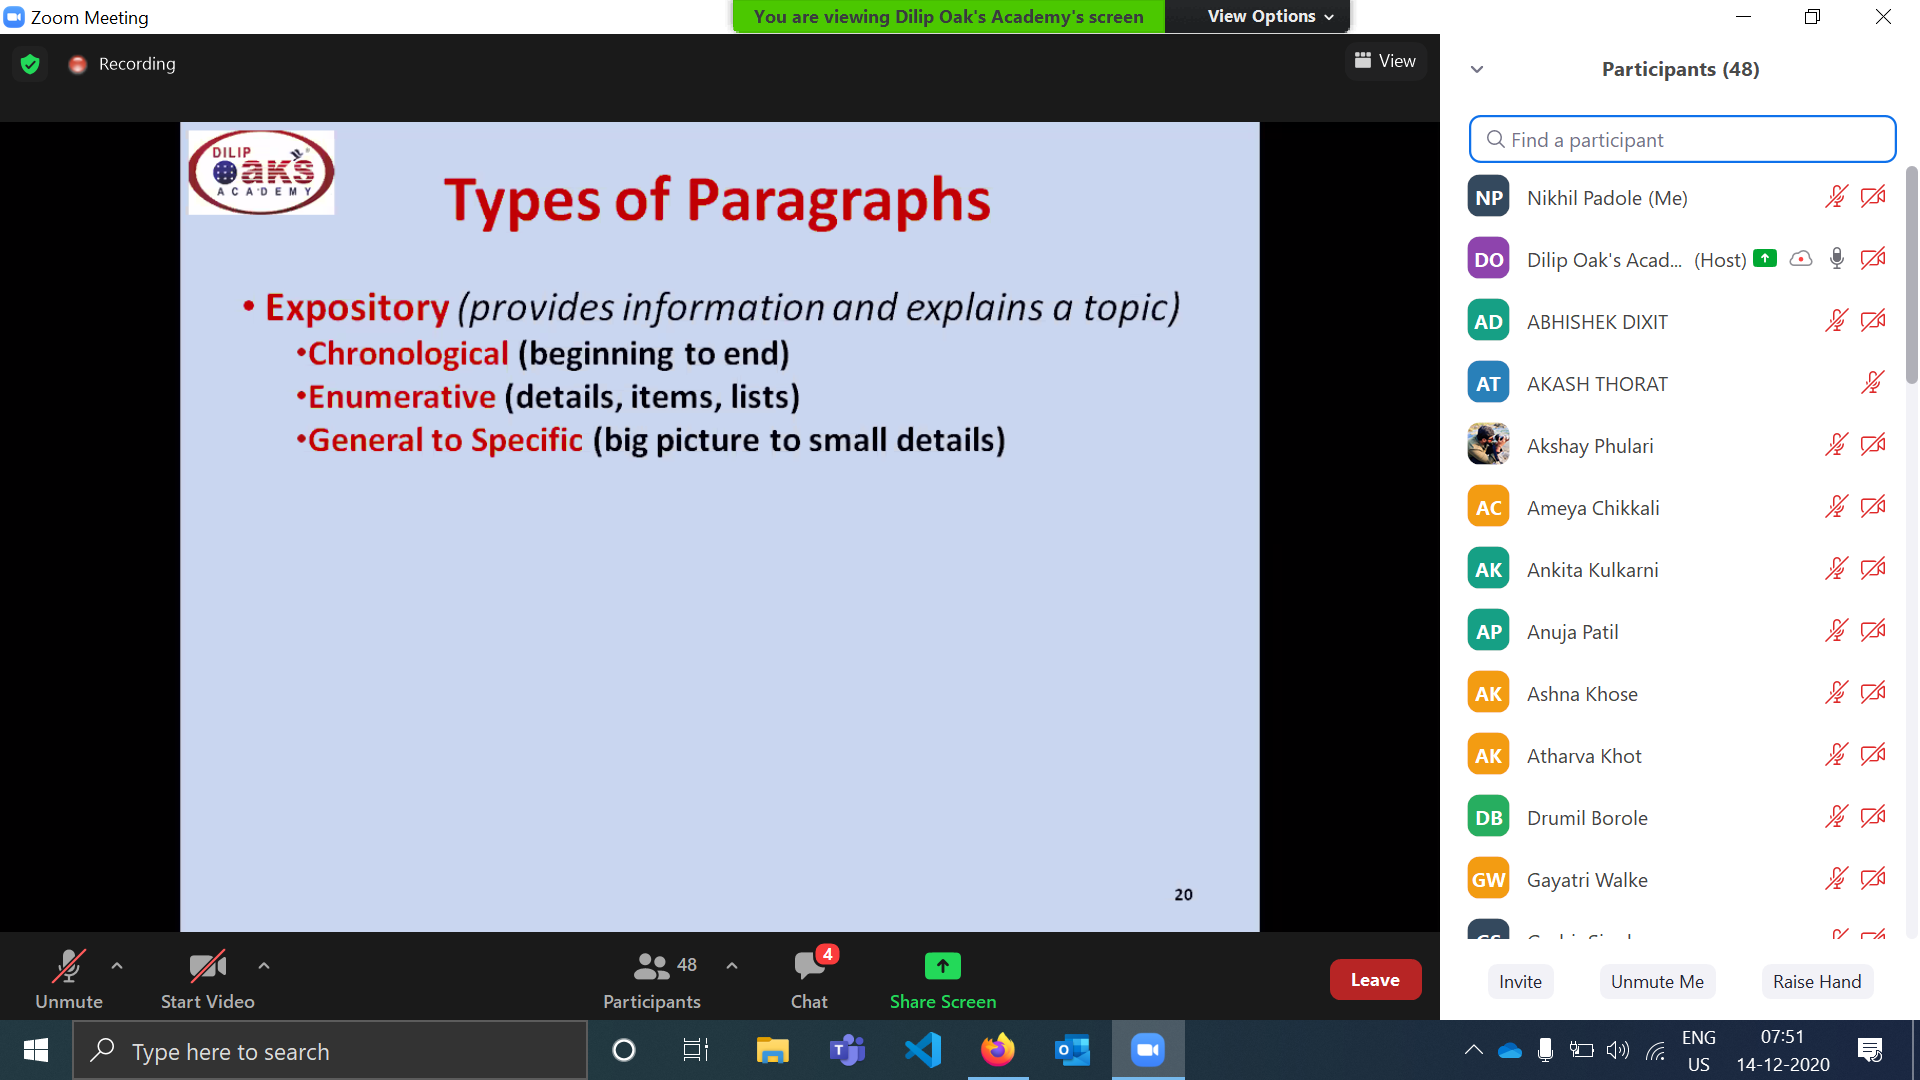 Zoom Meeting
You are viewing Dilip Oak's Academy's screen
View Options
Recording
View
DILIP
Oak's
ACADEMY
Types of Paragraphs
• Expository (provides information and explains a topic)
•Chronological (beginning to end)
•Enumerative (details, items, lists)
•General to Specific (big picture to small details)
20
Unmute
Start Video
48
Participants
4
Chat
Share Screen
Leave
Participants (48)
Find a participant
NP Nikhil Padole (Me)
DO Dilip Oak's Acad... (Host)
AD ABHISHEK DIXIT
AT AKASH THORAT
Akshay Phulari
AC Ameya Chikkali
AK Ankita Kulkarni
AP Anuja Patil
AK Ashna Khose
AK Atharva Khot
DB Drumil Borole
GW Gayatri Walke
Invite
Unmute Me
Raise Hand
Type here to search
ENG
US
07:51
14-12-2020